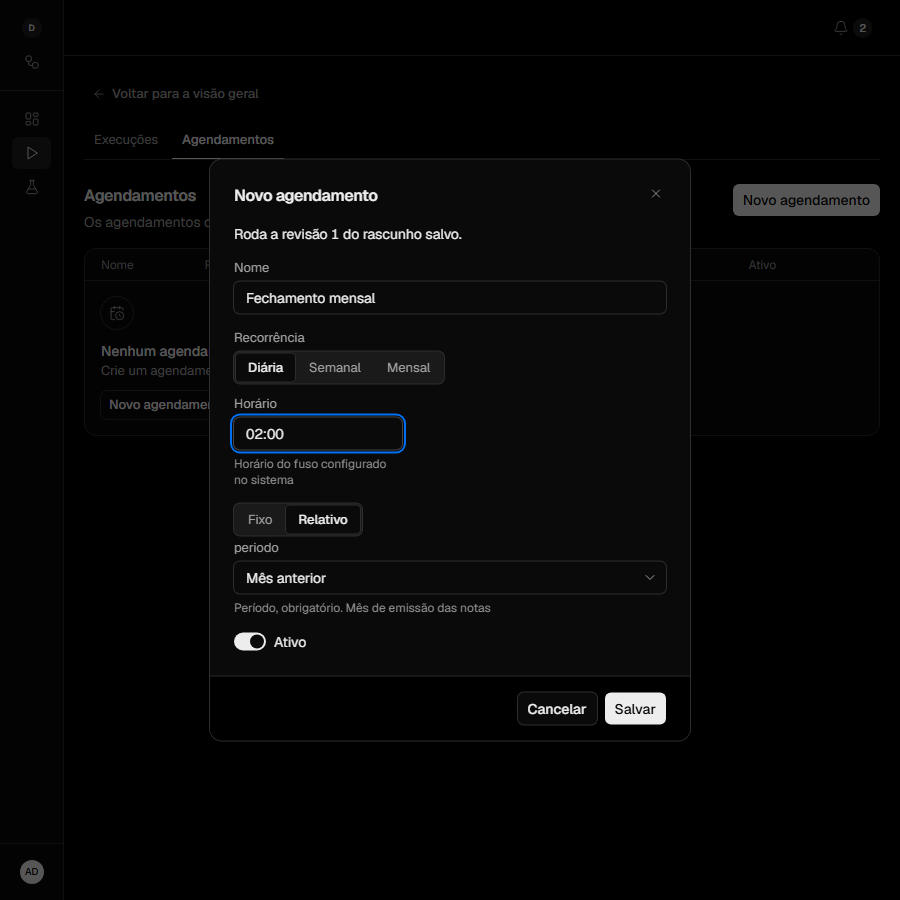 D
2
Voltar para a visão geral
Execuções
Agendamentos
Agendamentos
Novo agendamento
Os agendamentos
Nome
Ativo
Nenhum agenda
Crie um agendame
Novo agendamen
Novo agendamento
Roda a revisão 1 do rascunho salvo.
Nome
Fechamento mensal
Recorrência
Diária
Semanal
Mensal
Horário
02:00
Horário do fuso configurado
no sistema
Fixo
Relativo
periodo
Mês anterior
Período, obrigatório. Mês de emissão das notas
Ativo
Cancelar
Salvar
AD